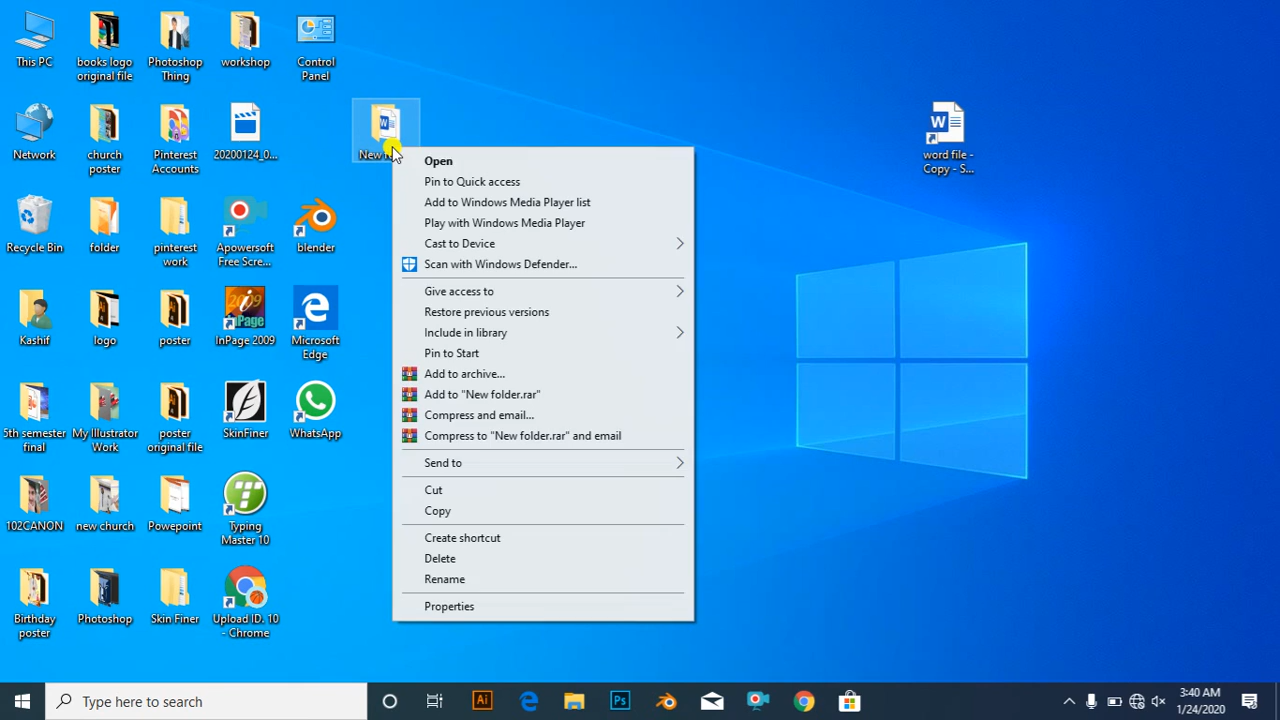 This PC
books logo
original file
Photoshop
Thing
workshop
Control
Panel
Network
church
poster
Pinterest
Accounts
20200124_0...
New
word file -
Copy - S...
Recycle Bin
folder
pinterest
work
Apowersoft
Free Scre...
blender
Kashif
logo
poster
InPage 2009
Microsoft
Edge
5th semester
final
My Illustrator
Work
poster
original file
SkinFiner
WhatsApp
102CANON
new church
Powepoint
Typing
Master 10
Birthday
poster
Photoshop
Skin Finer
Upload ID. 10
- Chrome
Open
Pin to Quick access
Add to Windows Media Player list
Play with Windows Media Player
Cast to Device
Scan with Windows Defender...
Give access to
Restore previous versions
Include in library
Pin to Start
Add to archive...
Add to "New folder.rar"
Compress and email...
Compress to "New folder.rar" and email
Send to
Cut
Copy
Create shortcut
Delete
Rename
Properties
Type here to search
Ai
Ps
3:40 AM
1/24/2020